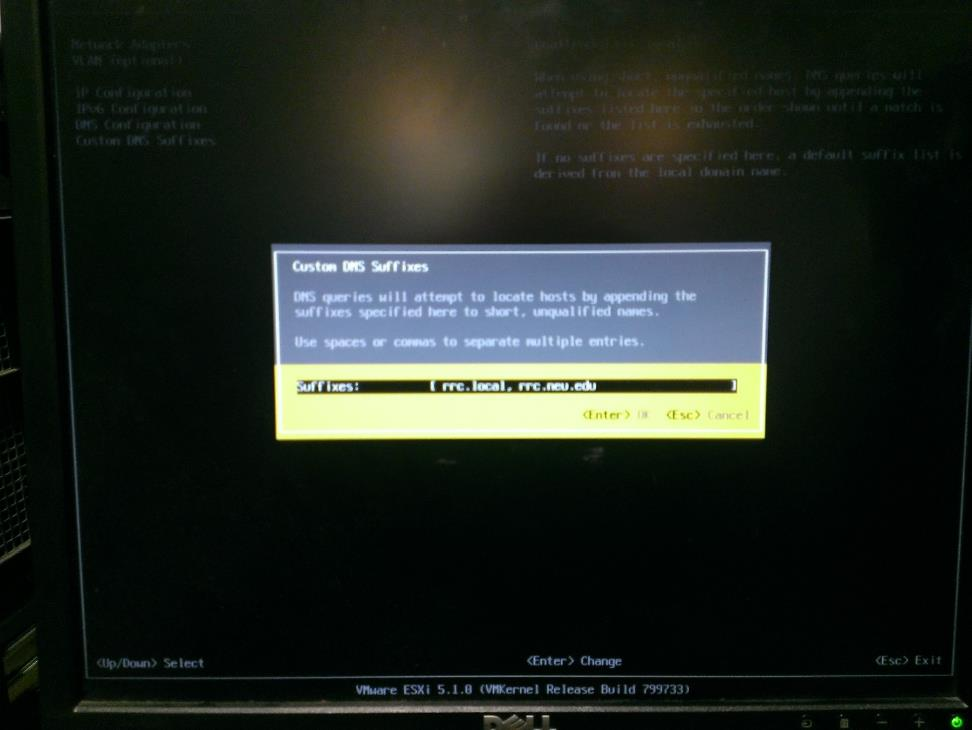 Network Adapters
VLAN (optional)
IP Configuration
IPv6 Configuration
DNS Configuration
Custom DNS Suffixes
When using short, unqualified names, DNS queries will
attempt to locate the specified host by appending the
suffixes listed here in the order shown until a match is
found or the list is exhausted.
If no suffixes are specified here, a default suffix list is
derived from the local domain name.
Custom DNS Suffixes
DNS queries will attempt to locate hosts by appending the
suffixes specified here to short, unqualified names.
Use spaces or commas to separate multiple entries.
Suffixes: [ rrc.local, rrc.neu.edu ]
<Enter> OK <Esc> Cancel
<Up/Down> Select <Enter> Change <Esc> Exit
VMware ESXi 5.1.0 (VMKernel Release Build 799733)
DELL